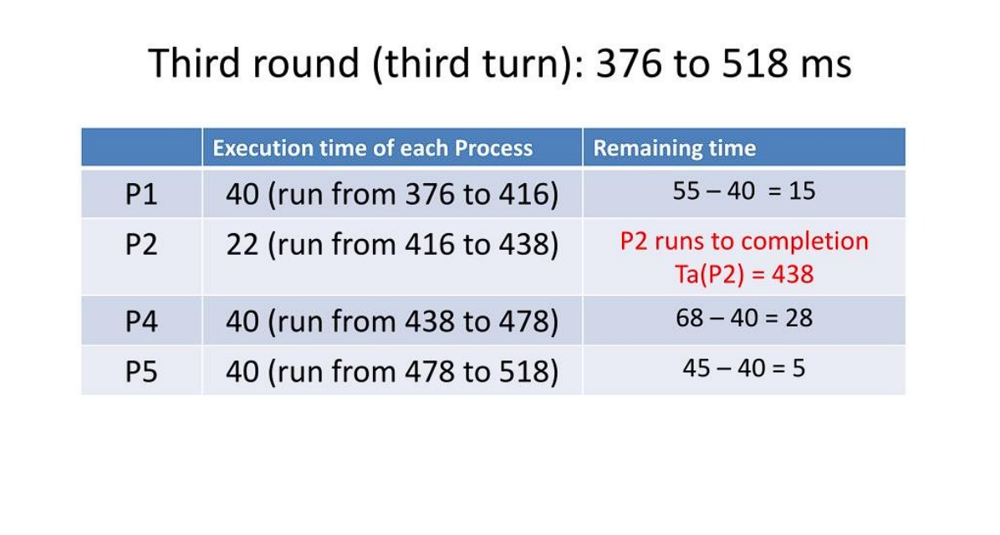 Third round (third turn): 376 to 518 ms
Execution time of each Process
Remaining time
P1
40 (run from 376 to 416)
55 – 40  = 15
P2
22 (run from 416 to 438)
P2 runs to completion
Ta(P2) = 438
P4
40 (run from 438 to 478)
68 – 40 = 28
P5
40 (run from 478 to 518)
45 – 40 = 5